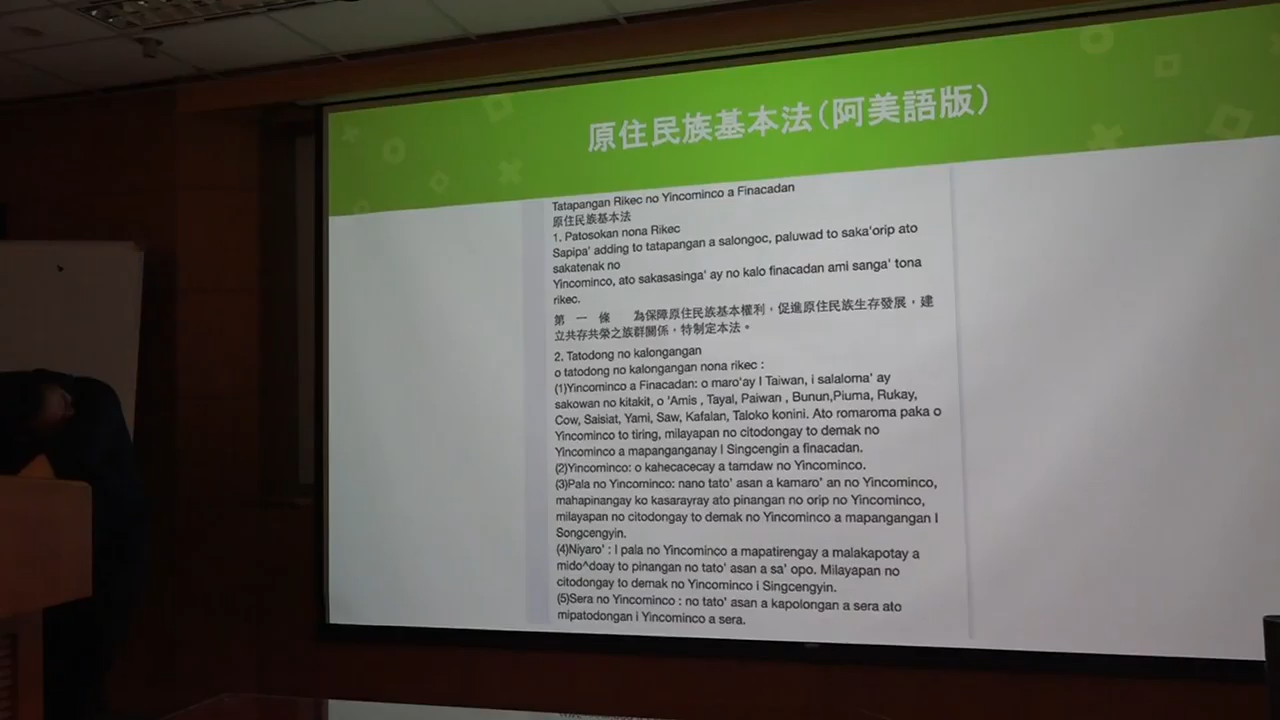 原住民族基本法(阿美語版)
Tatapangan Rikec no Yincominco a Finacadan
原住民族基本法
1. Patosokan nona Rikec
Sapipa' adding to tatapangan a salongoc, paluwad to saka'orip ato
sakatenak no
Yincominco, ato sakasasinga' ay no kalo finacadan ami sanga' tona
rikec.
第 一 條 為保障原住民族基本權利，促進原住民族生存發展，建
立共存共榮之族群關係，特制定本法。
2. Tatodong no kalongangan
o tatodong no kalongangan nona rikec :
(1)Yincominco a Finacadan: o maro'ay I Taiwan, i salaloma' ay
sakowan no kitakit, o 'Amis , Tayal, Paiwan , Bunun,Piuma, Rukay,
Cow, Saisiat, Yami, Saw, Kafalan, Taloko konini. Ato romaroma paka o
Yincominco to tiring, milayapan no citodongay to demak no
Yincominco a mapanganganay I Singcengin a finacadan.
(2)Yincominco: o kahecacecay a tamdaw no Yincominco.
(3)Pala no Yincominco: nano tato' asan a kamaro' an no Yincominco,
mahapinangay ko kasarayray ato pinangan no orip no Yincominco,
milayapan no citodongay to demak no Yincominco a mapangangan I
Songcengyin.
(4)Niyaro' : I pala no Yincominco a mapatirengay a malakapotay a
mido^doay to pinangan no tato' asan a sa' opo. Milayapan no
citodongay to demak no Yincominco i Singcengyin.
(5)Sera no Yincominco : no tato' asan a kapolongan a sera ato
mipatodongan i Yincominco a sera.